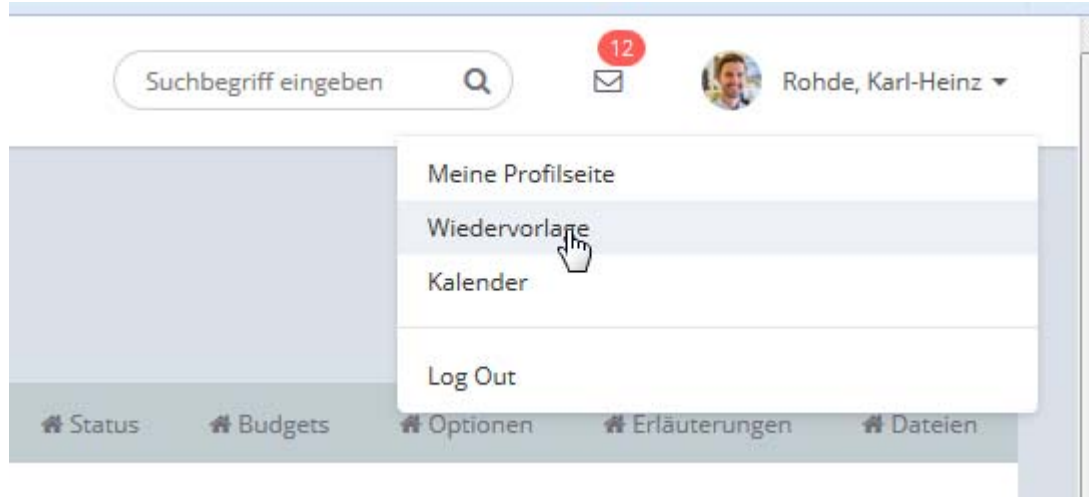 12
Suchbegriff eingeben
Rohde, Karl-Heinz
Meine Profilseite
Wiedervorlage
Kalender
Log Out
Status Budgets Optionen Erläuterungen Dateien